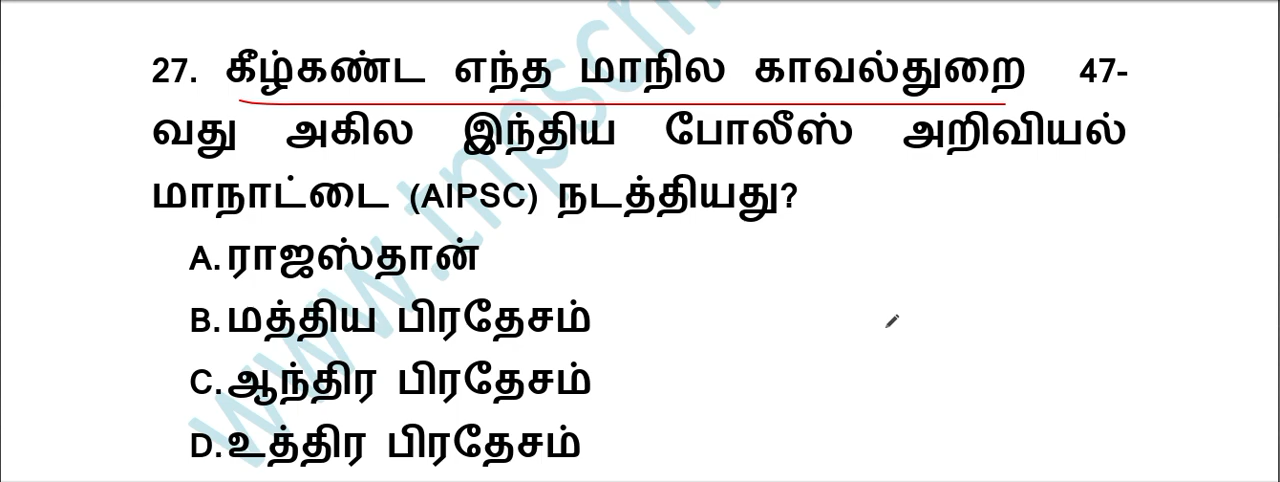 27. கீழ்கண்ட எந்த மாநில காவல்துறை 47-
வது அகில இந்திய போலீஸ் அறிவியல்
மாநாட்டை (AIPSC) நடத்தியது?
A. ராஜஸ்தான்
B. மத்திய பிரதேசம்
C. ஆந்திர பிரதேசம்
D. உத்திர பிரதேசம்